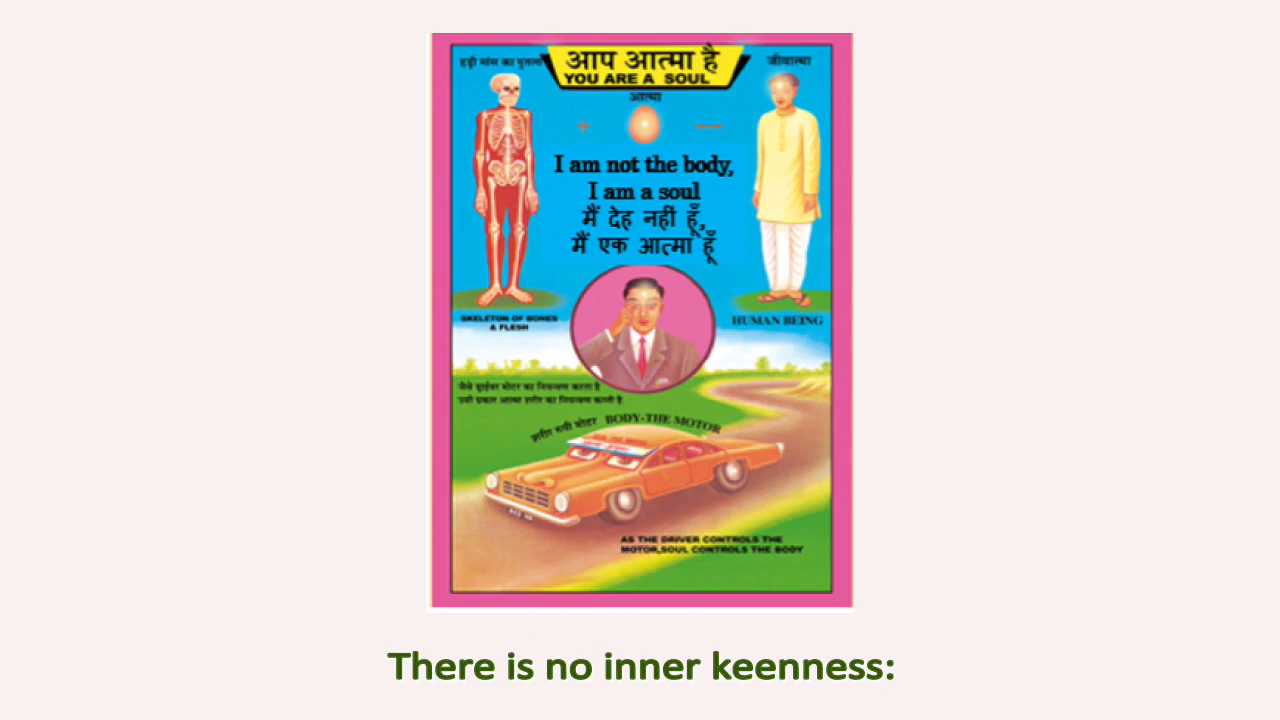 आप आत्मा है
YOU ARE A SOUL
हड्डी मांस का पुतला
जीवात्मा
आत्मा
I am not the body,
I am a soul
मैं देह नहीं हूँ,
मैं एक आत्मा हूँ
SKELETON OF BONES
& FLESH
HUMAN BEING
जैसे ड्राईवर मोटर का नियन्त्रण करता है
उसी प्रकार आत्मा शरीर का नियन्त्रण करती है
शरीर रुपी मोटर BODY-THE MOTOR
AS THE DRIVER CONTROLS THE
MOTOR,SOUL CONTROLS THE BODY
There is no inner keenness: